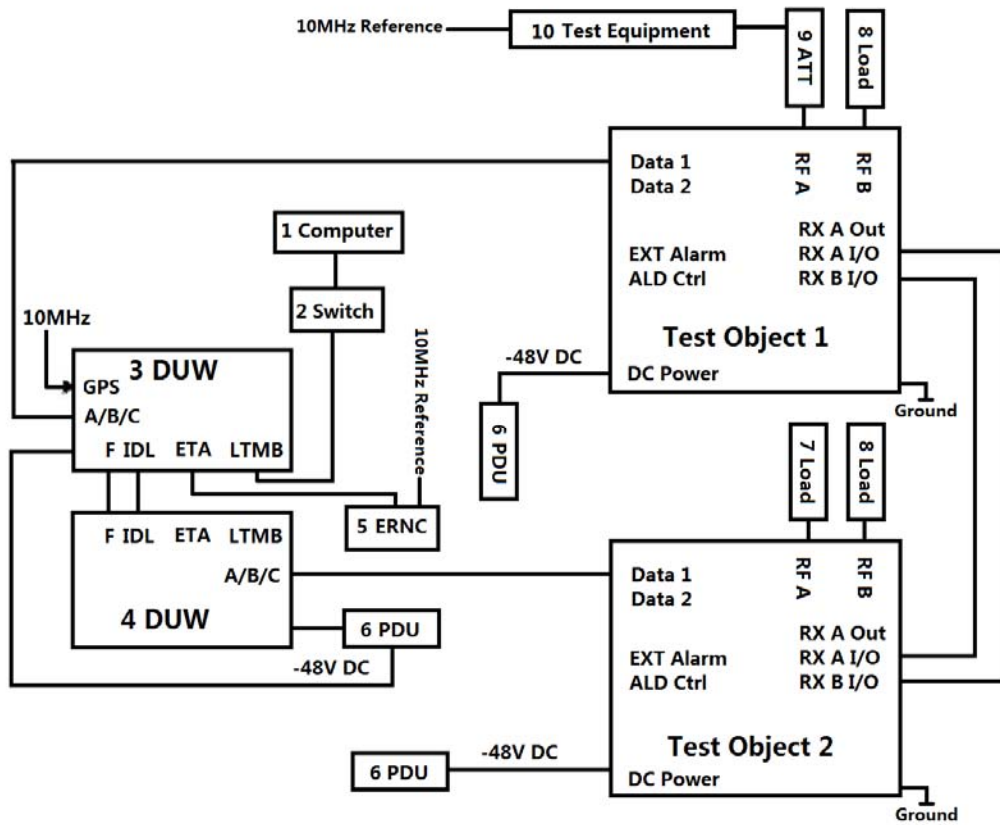 10MHz Reference
10 Test Equipment
9 ATT
8 Load
Data 1
Data 2
RF A
RF B
RX A Out
EXT Alarm
RX A I/O
ALD Ctrl
RX B I/O
Test Object 1
-48V DC
DC Power
Ground
6 PDU
1 Computer
2 Switch
10MHz
10MHz Reference
3 DUW
GPS
A/B/C
F IDL ETA LTMB
5 ERNC
F IDL ETA LTMB
A/B/C
4 DUW
6 PDU
-48V DC
7 Load
8 Load
Data 1
Data 2
RF A
RF B
RX A Out
EXT Alarm
RX A I/O
ALD Ctrl
RX B I/O
Test Object 2
-48V DC
6 PDU
DC Power
Ground